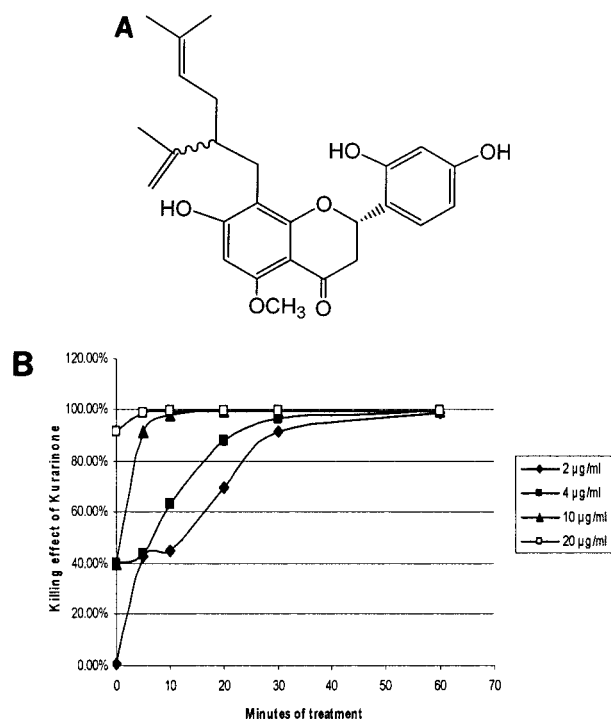 A
HO
OH
HO
O
OCH3
O
B
120.00%
100.00%
80.00%
60.00%
40.00%
20.00%
0.00%
Killing effect of Kurarinone
0 10 20 30 40 50 60 70
Minutes of treatment
2 µg/ml
4 µg/ml
10 µg/ml
20 µg/ml